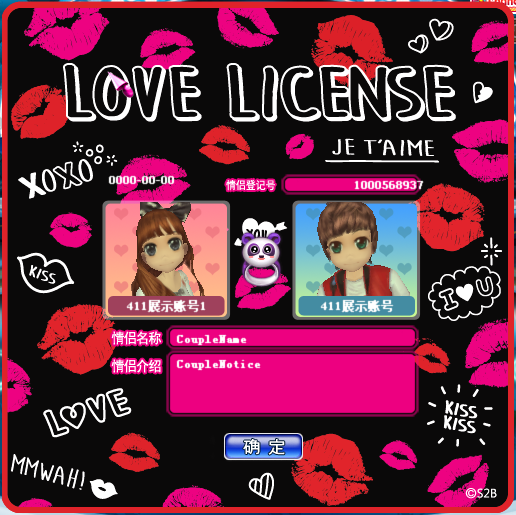 LOVE LICENSE
JE T'AIME
XOXO
0000-00-00
情侣登记号
1000568937
YOU
KISS
I U
411展示账号1
411展示账号
情侣名称
CoupleName
情侣介绍
CoupleNotice
LOVE
KISS
KISS
确定
MMWAH!
©S2B